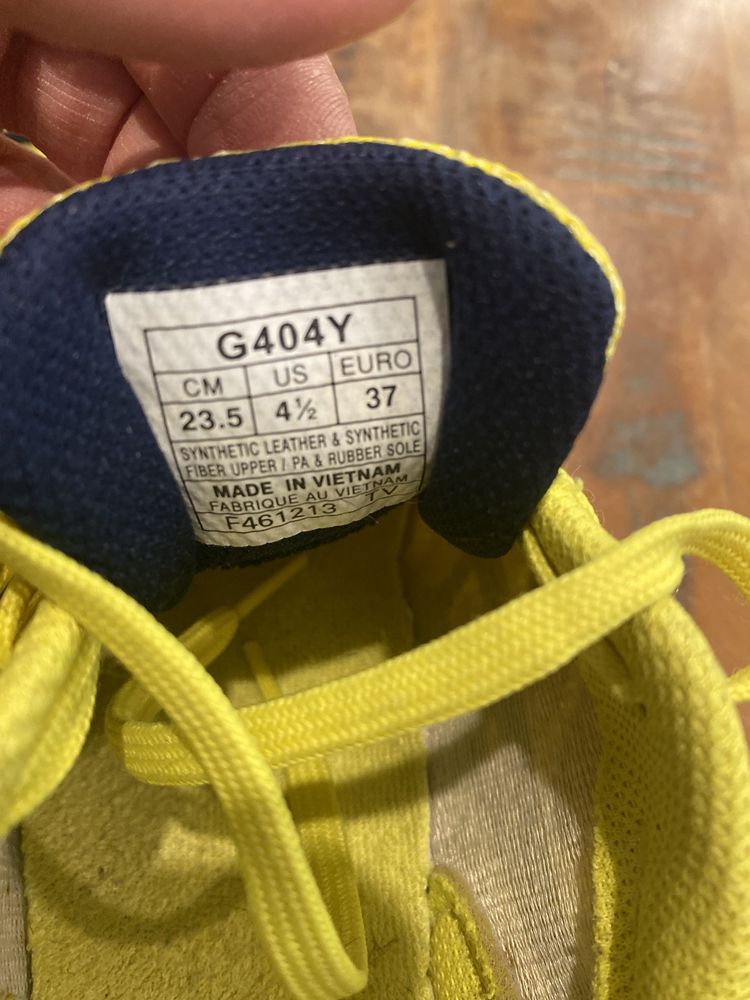 G404Y
CM US EURO
23.5 4½ 37
SYNTHETIC LEATHER & SYNTHETIC
FIBER UPPER / PA & RUBBER SOLE
MADE IN VIETNAM
FABRIQUE AU VIETNAM
F461213 TV